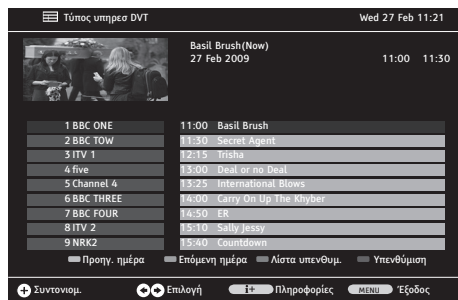 Τύπος υπηρεσ DVT Wed 27 Feb 11:21
Basil Brush(Now)
27 Feb 2009 11:00 11:30
1 BBC ONE 11:00 Basil Brush
2 BBC TOW 11:30 Secret Agent
3 ITV 1 12:15 Trisha
4 five 13:00 Deal or no Deal
5 Channel 4 13:25 International Blows
6 BBC THREE 14:00 Carry On Up The Khyber
7 BBC FOUR 14:50 ER
8 ITV 2 15:10 Sally Jessy
9 NRK2 15:40 Countdown
Προηγ. ημέρα Επόμενη ημέρα Λίστα υπενθυμ. Υπενθύμιση
Συντονιομ. Επιλογή i+ Πληροφορίες MENU Έξοδος